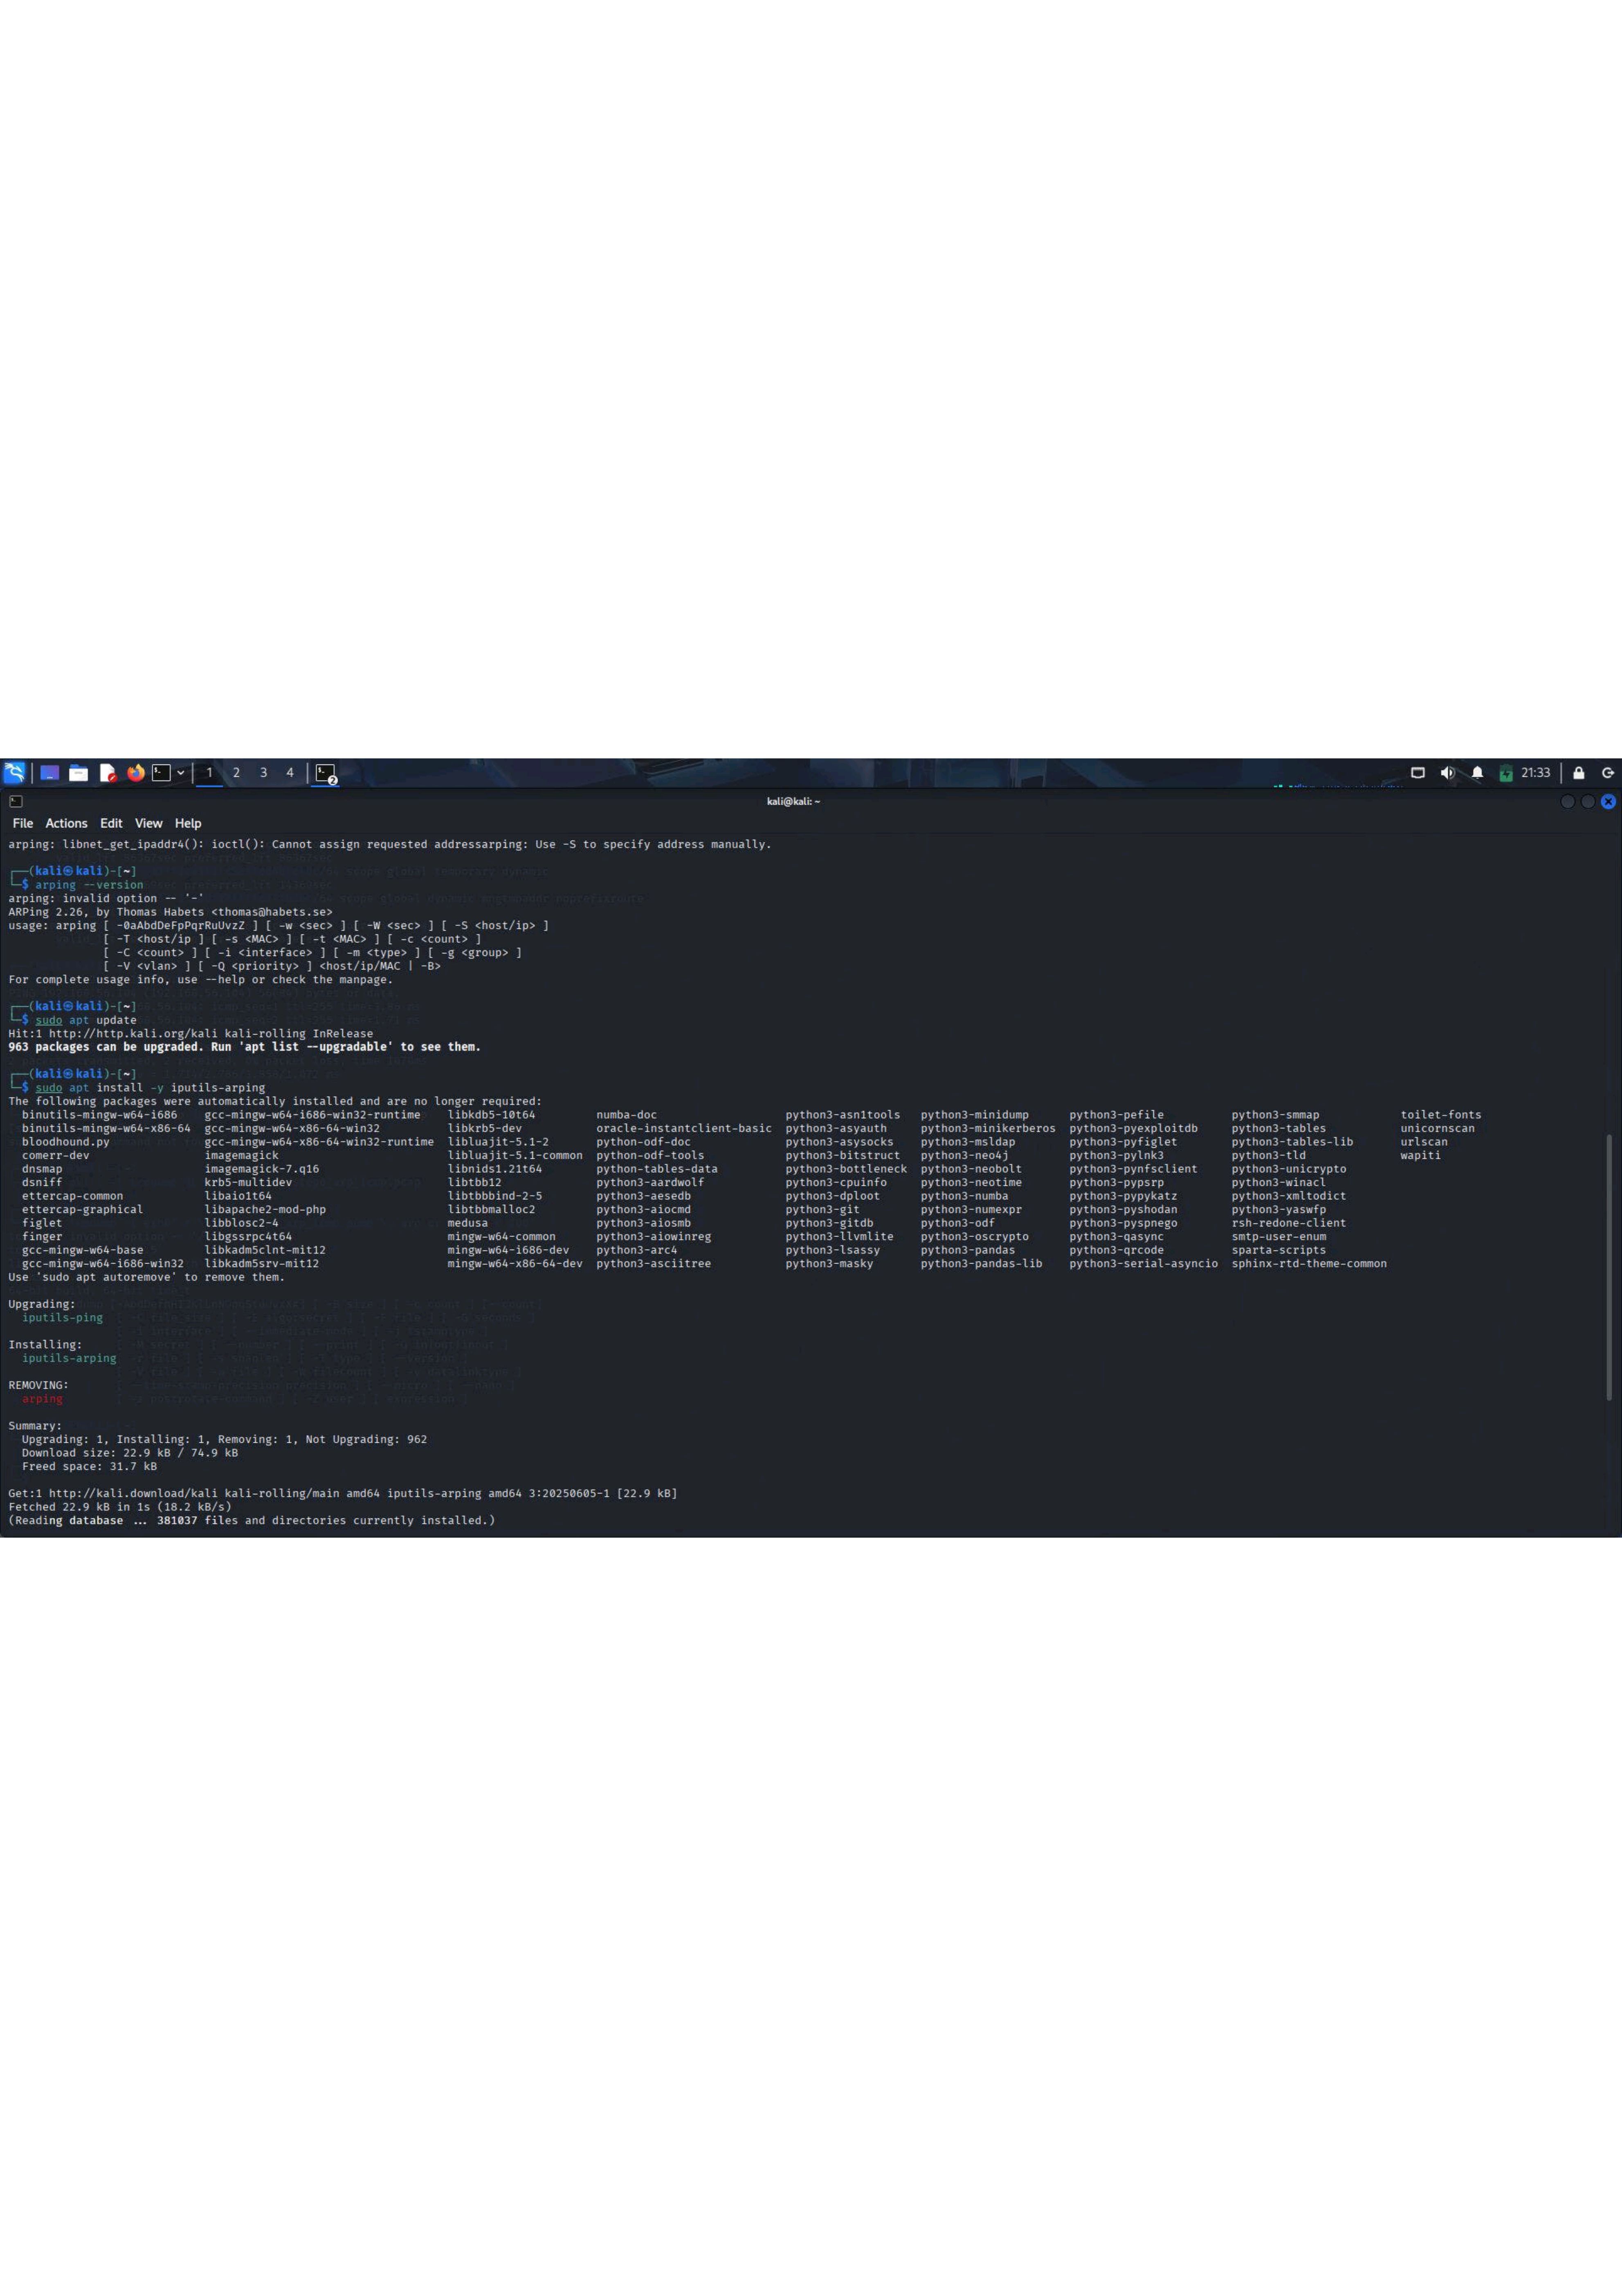 1 2 3 4 2 21:33
kali@kali: ~
File Actions Edit View Help
arping: libnet_get_ipaddr4(): ioctl(): Cannot assign requested addressarping: Use -S to specify address manually.
┌──(kali㉿kali)-[~]
└─$ arping --version
arping: invalid option -- '-'
ARPing 2.26, by Thomas Habets <thomas@habets.se>
usage: arping [ -0aAbdDeFpPqrRuUvzZ ] [ -w <sec> ] [ -W <sec> ] [ -S <host/ip> ]
[ -T <host/ip ] [ -s <MAC> ] [ -t <MAC> ] [ -c <count> ]
[ -C <count> ] [ -i <interface> ] [ -m <type> ] [ -g <group> ]
[ -V <vlan> ] [ -Q <priority> ] <host/ip/MAC | -B>
For complete usage info, use --help or check the manpage.
┌──(kali㉿kali)-[~]
└─$ sudo apt update
Hit:1 http://http.kali.org/kali kali-rolling InRelease
963 packages can be upgraded. Run 'apt list --upgradable' to see them.
┌──(kali㉿kali)-[~]
└─$ sudo apt install -y iputils-arping
The following packages were automatically installed and are no longer required:
binutils-mingw-w64-i686 gcc-mingw-w64-i686-win32-runtime libkdb5-10t64 numba-doc python3-asn1tools python3-minidump python3-pefile python3-smmap toilet-fonts
binutils-mingw-w64-x86-64 gcc-mingw-w64-x86-64-win32 libkrb5-dev oracle-instantclient-basic python3-asyauth python3-minikerberos python3-pyexploitdb python3-tables unicornscan
bloodhound.py gcc-mingw-w64-x86-64-win32-runtime libluajit-5.1-2 python-odf-doc python3-asysocks python3-msldap python3-pyfiglet python3-tables-lib urlscan
comerr-dev imagemagick libluajit-5.1-common python-odf-tools python3-bitstruct python3-neo4j python3-pylnk3 python3-tld wapiti
dnsmap imagemagick-7.q16 libnids1.21t64 python-tables-data python3-bottleneck python3-neobolt python3-pynfsclient python3-unicrypto
dsniff krb5-multidev libtbb12 python3-aardwolf python3-cpuinfo python3-neotime python3-pypsrp python3-winacl
ettercap-common libaio1t64 libtbbbind-2-5 python3-aesedb python3-dploot python3-numba python3-pypykatz python3-xmltodict
ettercap-graphical libapache2-mod-php libtbbmalloc2 python3-aiocmd python3-git python3-numexpr python3-pyshodan python3-yaswfp
figlet libblosc2-4 medusa python3-aiosmb python3-gitdb python3-odf python3-pyspnego rsh-redone-client
finger libgssrpc4t64 mingw-w64-common python3-aiowinreg python3-llvmlite python3-oscrypto python3-qasync smtp-user-enum
gcc-mingw-w64-base libkadm5clnt-mit12 mingw-w64-i686-dev python3-arc4 python3-lsassy python3-pandas python3-qrcode sparta-scripts
gcc-mingw-w64-i686-win32 libkadm5srv-mit12 mingw-w64-x86-64-dev python3-asciitree python3-masky python3-pandas-lib python3-serial-asyncio sphinx-rtd-theme-common
Use 'sudo apt autoremove' to remove them.
Upgrading:
iputils-ping
Installing:
iputils-arping
REMOVING:
arping
Summary:
Upgrading: 1, Installing: 1, Removing: 1, Not Upgrading: 962
Download size: 22.9 kB / 74.9 kB
Freed space: 31.7 kB
Get:1 http://kali.download/kali kali-rolling/main amd64 iputils-arping amd64 3:20250605-1 [22.9 kB]
Fetched 22.9 kB in 1s (18.2 kB/s)
(Reading database ... 381037 files and directories currently installed.)